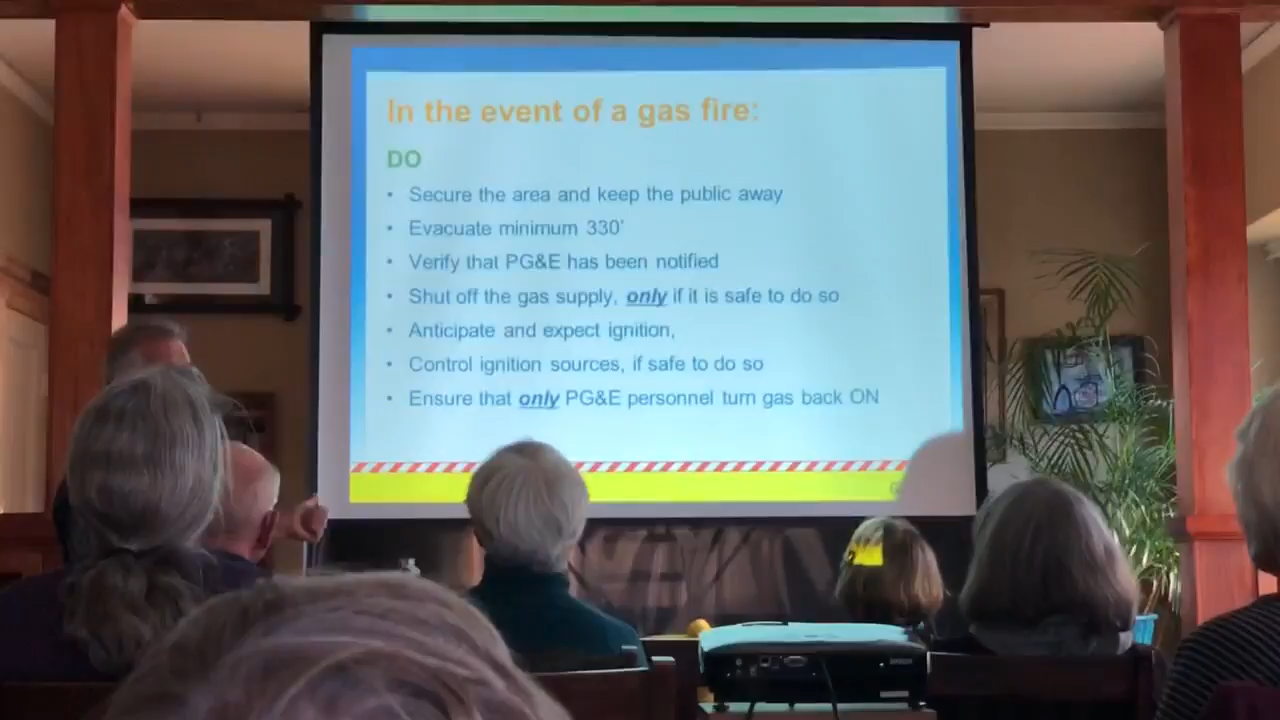 In the event of a gas fire:
DO
• Secure the area and keep the public away
• Evacuate minimum 330'
• Verify that PG&E has been notified
• Shut off the gas supply, only if it is safe to do so
• Anticipate and expect ignition,
• Control ignition sources, if safe to do so
• Ensure that only PG&E personnel turn gas back ON
EPSON